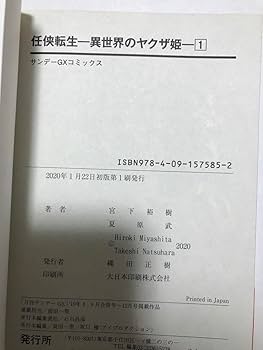 任侠転生―異世界のヤクザ姫―1
サンデーGXコミックス
ISBN978-4-09-157585-2
2020年1月22日初版第1刷発行
著者 宮下裕樹
夏原武
©Hiroki Miyashita
Takeshi Natsuhara 2020
発行者
印刷所 大日本印刷株式会社
Printed in Japan
発行所